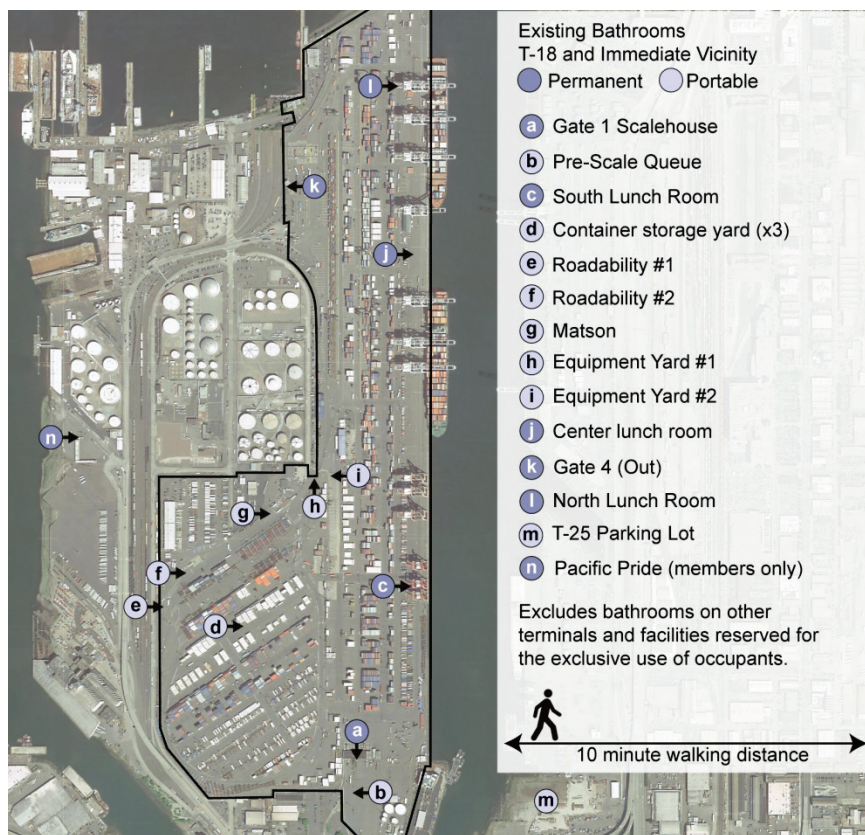 Existing Bathrooms
T-18 and Immediate Vicinity
Permanent Portable
a Gate 1 Scalehouse
b Pre-Scale Queue
c South Lunch Room
d Container storage yard (x3)
e Roadability #1
f Roadability #2
g Matson
h Equipment Yard #1
i Equipment Yard #2
j Center lunch room
k Gate 4 (Out)
l North Lunch Room
m T-25 Parking Lot
n Pacific Pride (members only)
Excludes bathrooms on other
terminals and facilities reserved for
the exclusive use of occupants.
10 minute walking distance
l
k
j
n
i
h
g
f
c
e
d
a
b
m